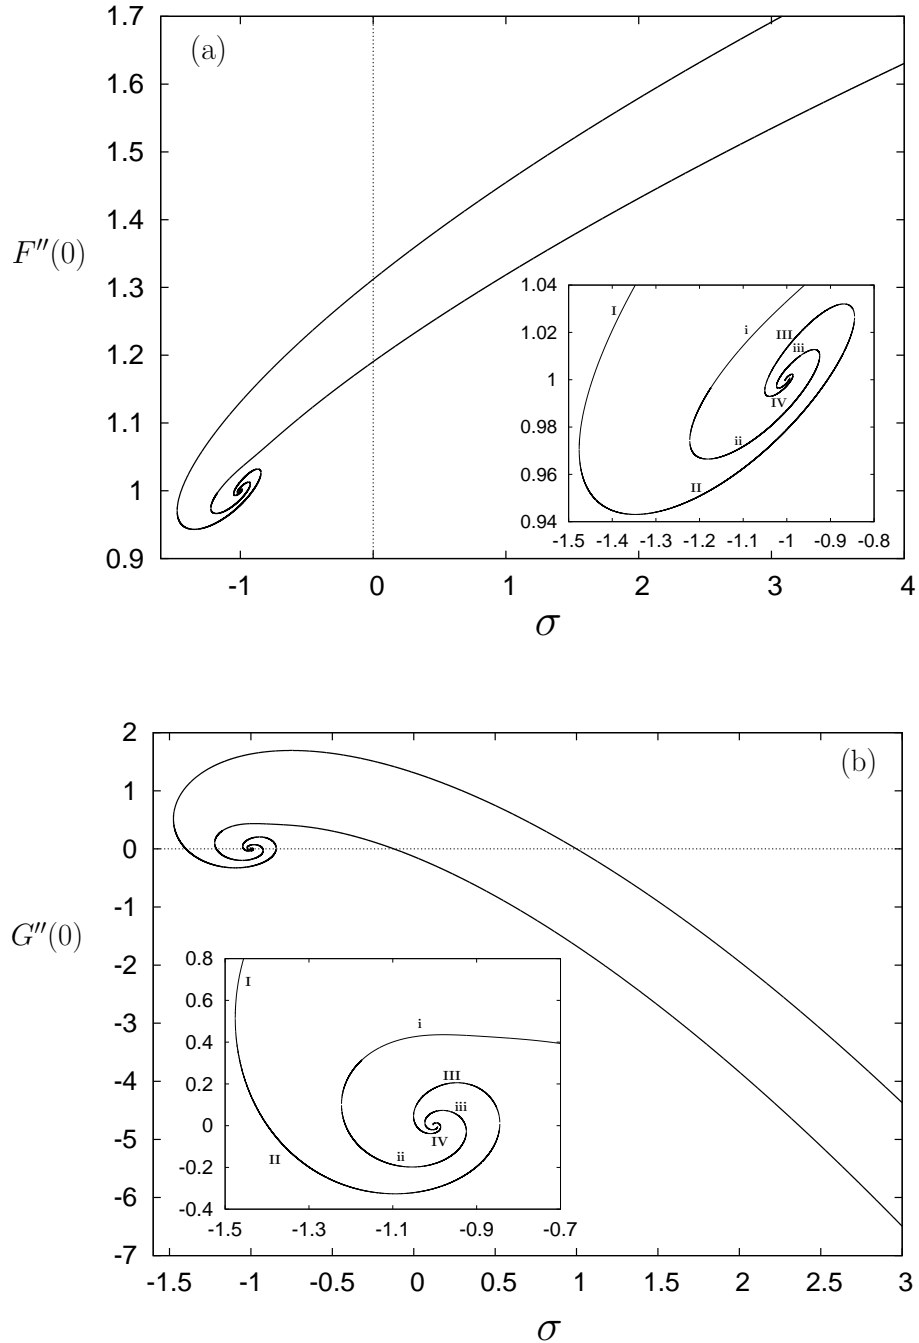 1.7
(a)
1.6
1.5
1.4
F''(0)
1.3
1.2
1.1
1
0.9
-1 0 1 2 3 4
σ
1.04
1.02
1
0.98
0.96
0.94
-1.5 -1.4 -1.3 -1.2 -1.1 -1 -0.9 -0.8
I
i
III
iii
IV
ii
II
2
(b)
1
0
-1
G''(0)
-2
-3
-4
-5
-6
-7
-1.5 -1 -0.5 0 0.5 1 1.5 2 2.5 3
σ
0.8
0.6
0.4
0.2
0
-0.2
-0.4
-1.5 -1.3 -1.1 -0.9 -0.7
I
i
III
iii
IV
ii
II